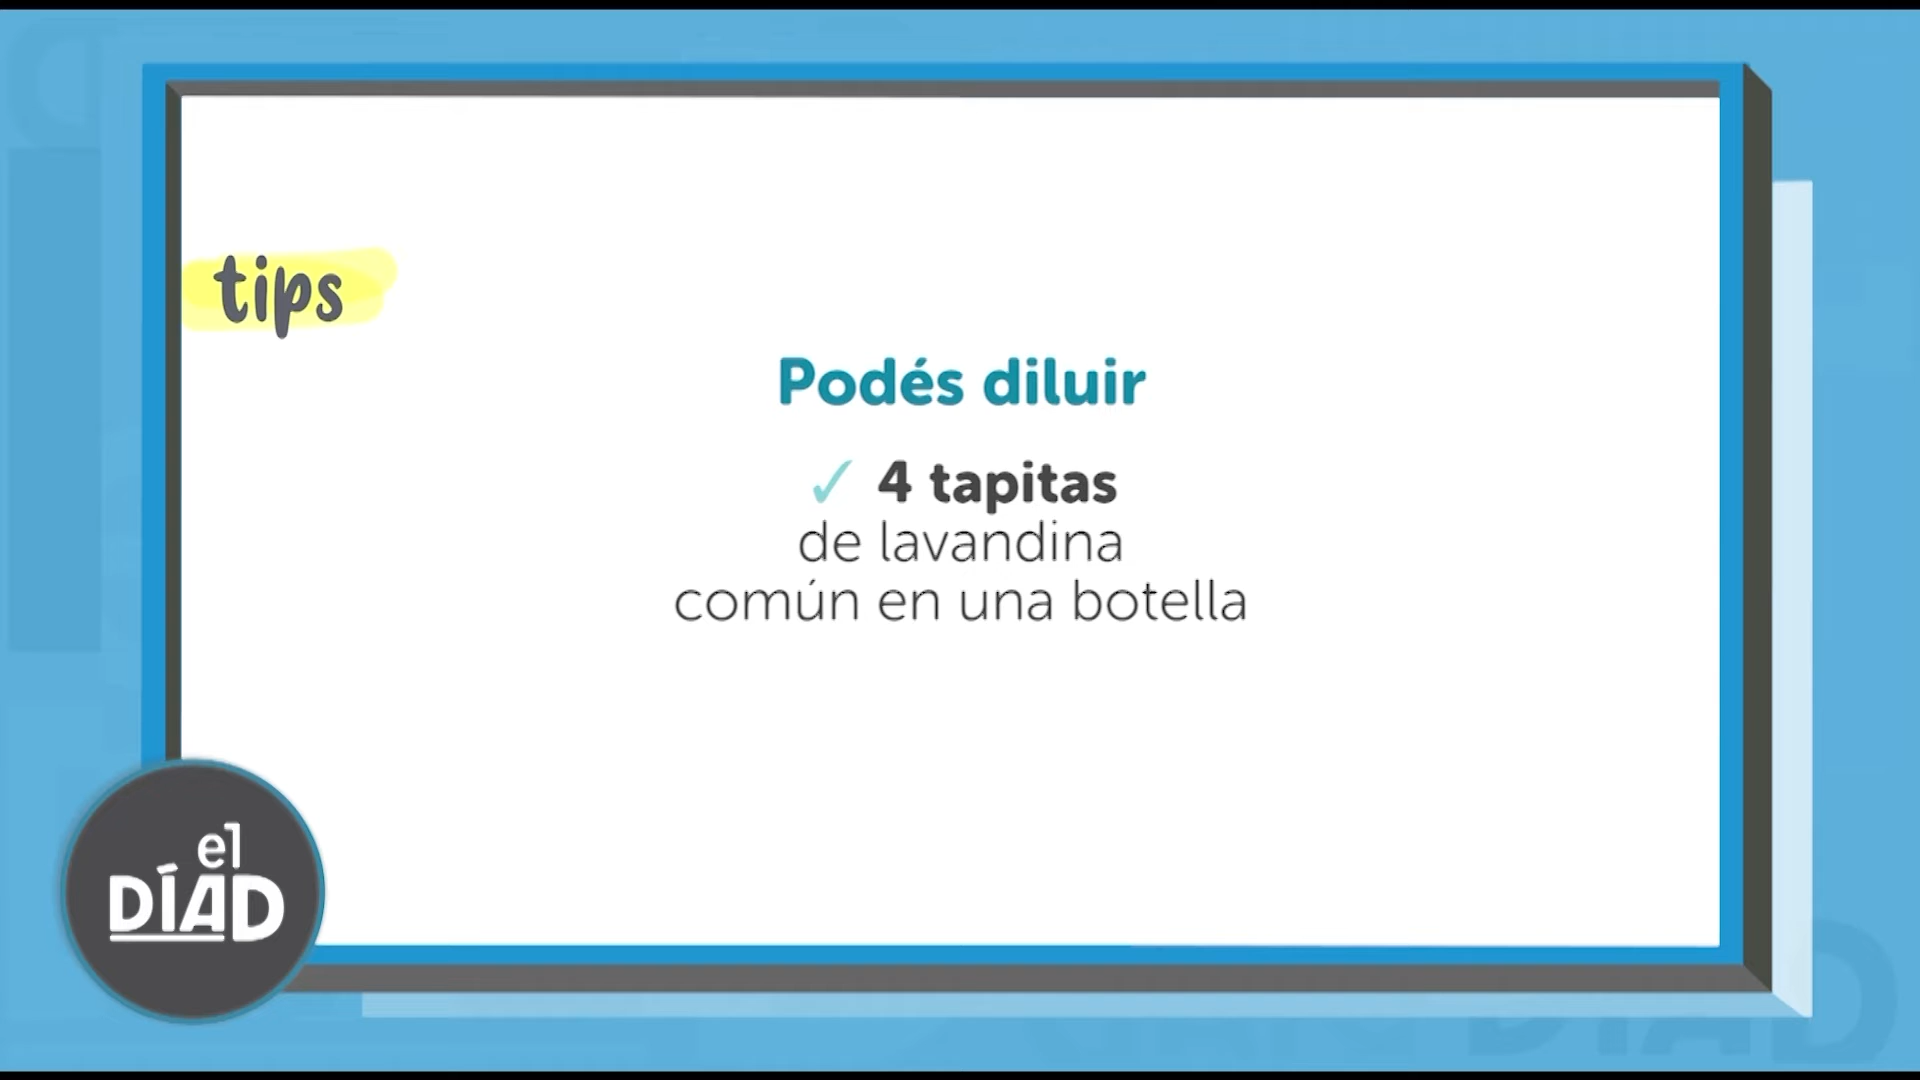 tips
Podés diluir
✓ 4 tapitas
de lavandina
común en una botella
el
DÍAD